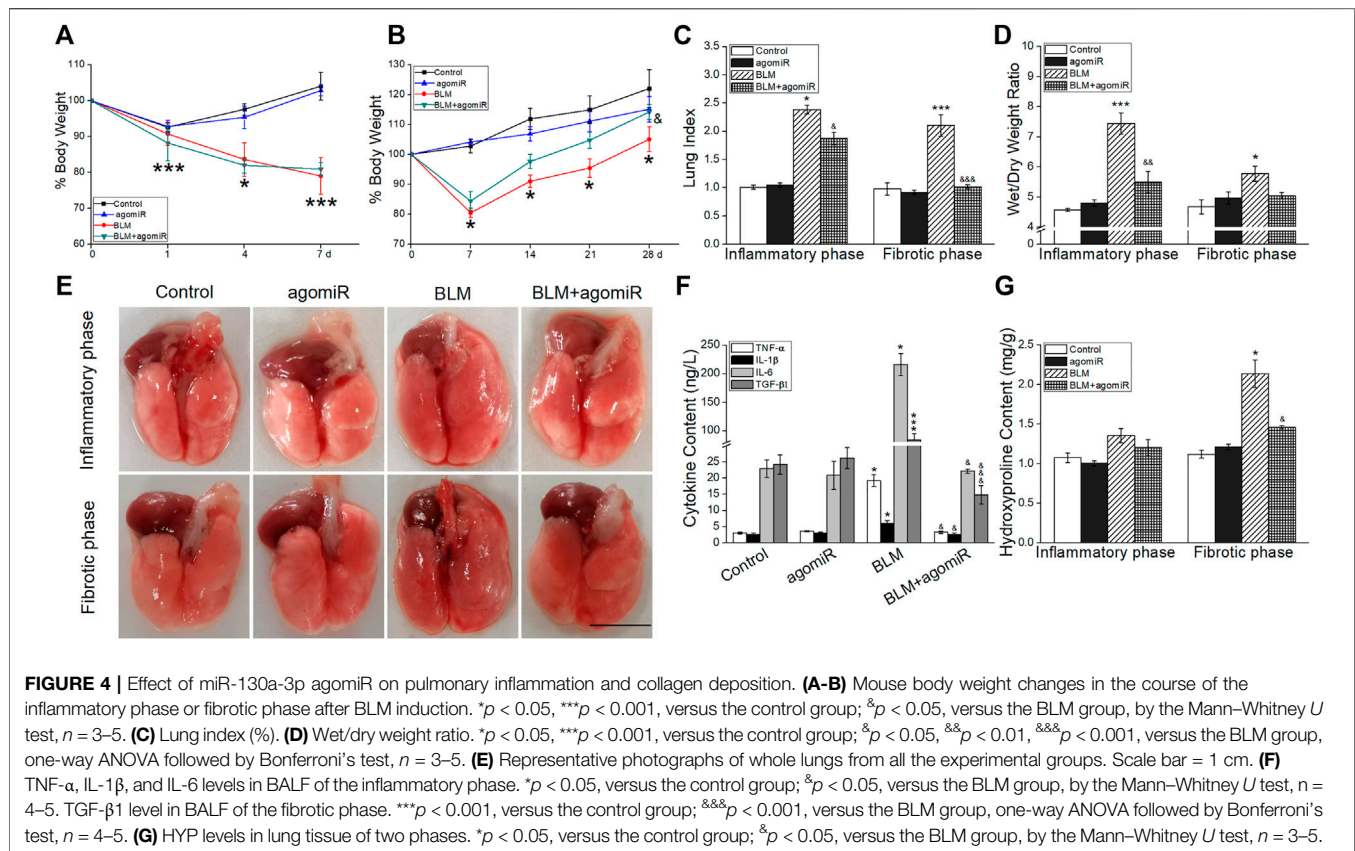 A
110
100
90
80
70
60
% Body Weight
0
1
4
7 d
***
*
***
Control
agomiR
BLM
BLM+agomiR
B
130
120
110
100
90
80
70
% Body Weight
0
7
14
21
28 d
*
*
*
*
&
Control
agomiR
BLM
BLM+agomiR
C
3.5
3.0
2.5
2.0
1.5
1.0
0.5
0.0
Lung Index
Control
agomiR
BLM
BLM+agomiR
*
&
***
&&&
Inflammatory phase
Fibrotic phase
D
10
9
8
7
6
5
4
0
Wet/Dry Weight Ratio
Control
agomiR
BLM
BLM+agomiR
***
&&
*
Inflammatory phase
Fibrotic phase
E
Control
agomiR
BLM
BLM+agomiR
Inflammatory phase
Fibrotic phase
F
250
200
150
100
25
20
15
10
5
0
Cytokine Content (ng/L)
TNF-α
IL-1β
IL-6
TGF-β1
*
*
*
***
&
&
&
&&&
Control
agomiR
BLM
BLM+agomiR
G
2.5
2.0
1.5
1.0
0.5
0.0
Hydroxyproline Content (mg/g)
Control
agomiR
BLM
BLM+agomiR
*
&
Inflammatory phase
Fibrotic phase
FIGURE 4 | Effect of miR-130a-3p agomiR on pulmonary inflammation and collagen deposition. (A-B) Mouse body weight changes in the course of the
inflammatory phase or fibrotic phase after BLM induction. *p < 0.05, ***p < 0.001, versus the control group; &p < 0.05, versus the BLM group, by the Mann–Whitney U
test, n = 3–5. (C) Lung index (%). (D) Wet/dry weight ratio. *p < 0.05, ***p < 0.001, versus the control group; &p < 0.05, &&p < 0.01, &&&p < 0.001, versus the BLM group,
one-way ANOVA followed by Bonferroni’s test, n = 3–5. (E) Representative photographs of whole lungs from all the experimental groups. Scale bar = 1 cm. (F)
TNF-α, IL-1β, and IL-6 levels in BALF of the inflammatory phase. *p < 0.05, versus the control group; &p < 0.05, versus the BLM group, by the Mann–Whitney U test, n =
4–5. TGF-β1 level in BALF of the fibrotic phase. ***p < 0.001, versus the control group; &&&p < 0.001, versus the BLM group, one-way ANOVA followed by Bonferroni’s
test, n = 4–5. (G) HYP levels in lung tissue of two phases. *p < 0.05, versus the control group; &p < 0.05, versus the BLM group, by the Mann–Whitney U test, n = 3–5.